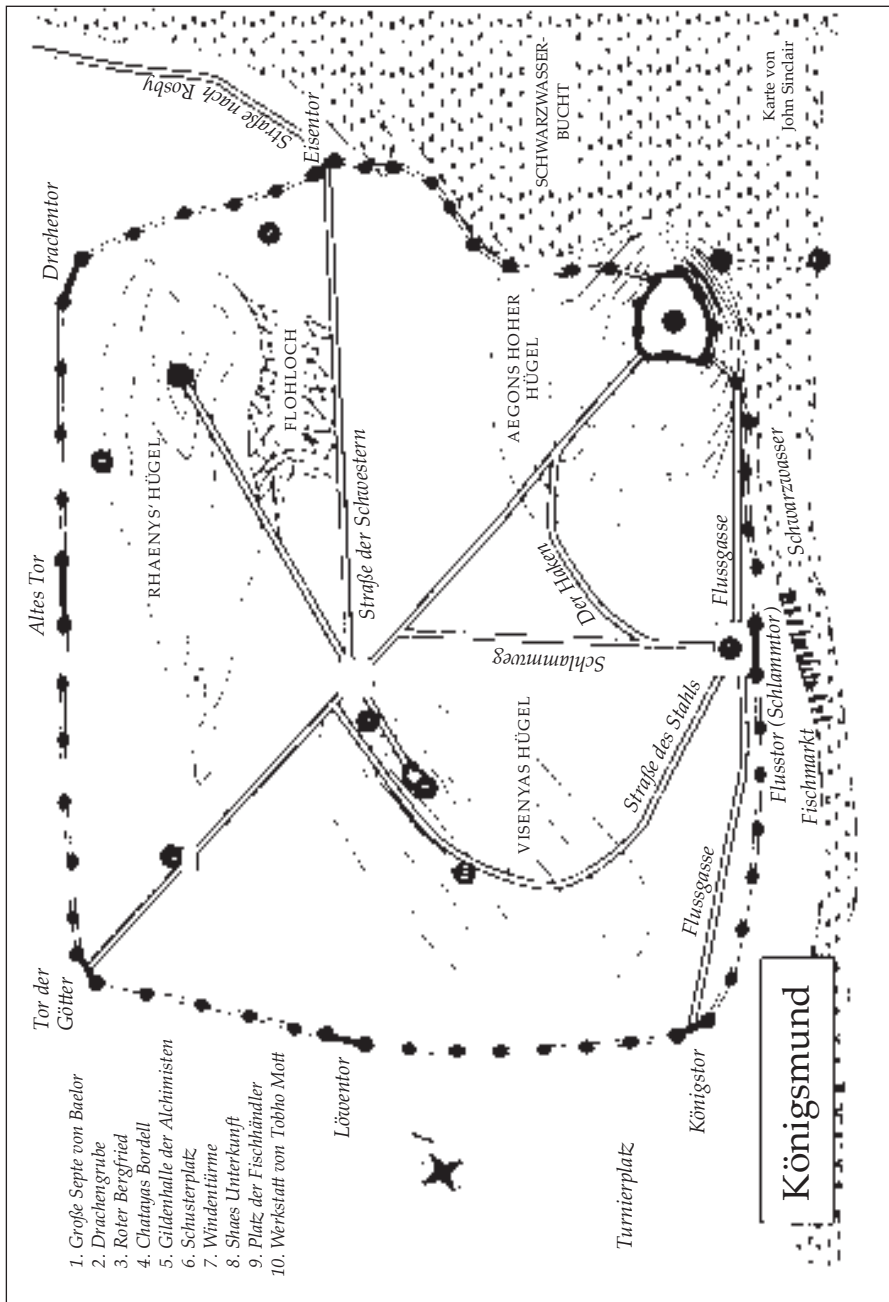 Königsmund
1. Große Septe von Baelor
2. Drachengrube
3. Roter Bergfried
4. Chatayas Bordell
5. Gildenhalle der Alchimisten
6. Schusterplatz
7. Windentürme
8. Shaes Unterkunft
9. Platz der Fischhändler
10. Werkstatt von Tobho Mott
Tor der
Götter
Altes Tor
Drachentor
Straße nach Rosby
Eisentor
RHAENYS' HÜGEL
FLOHLOCH
Straße der Schwestern
Löwentor
VISENYAS HÜGEL
AEGONS HOHER
HÜGEL
SCHWARZWASSER-
BUCHT
Der Haken
Schlammweg
Straße des Stahls
Turnierplatz
Königstor
Flussgasse
Flussgasse
Flusstor (Schlammtor)
Fischmarkt
Schwarzwasser
Karte von
John Sinclair